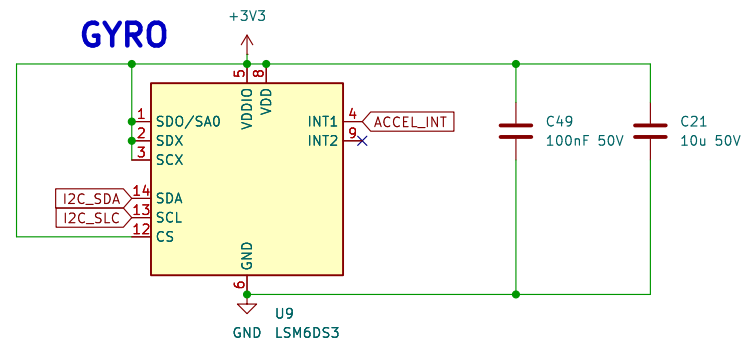 +3V3
GYRO
5
8
VDDIO
VDD
1
SDO/SA0
INT1
4
ACCEL_INT
2
SDX
INT2
9
3
SCX
C49
100nF 50V
C21
10u 50V
I2C_SDA
14
SDA
I2C_SLC
13
SCL
12
CS
GND
6
U9
GND
LSM6DS3